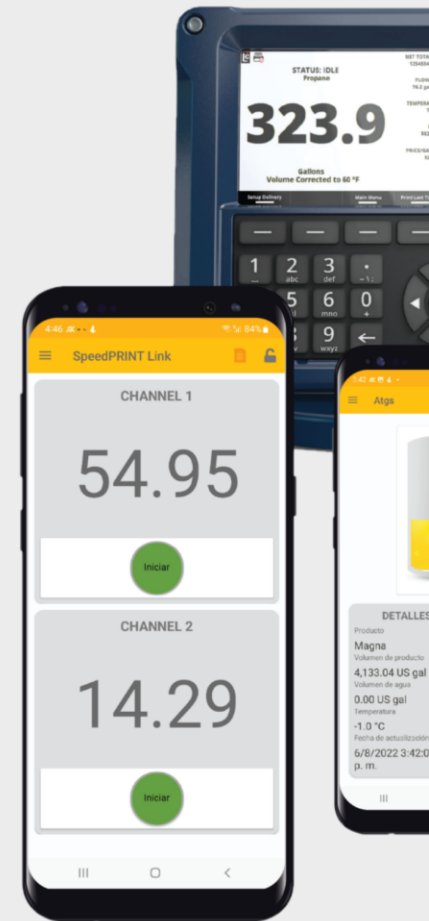 STATUS: IDLE
Propane
323.9
Gallons
Volume Corrected to 60 °F
Setup Delivery
Main Menu
1
2
abc
3
def
5
6
mno
0
+
9
wxyz
4:46
84%
SpeedPRINT Link
CHANNEL 1
54.95
Iniciar
CHANNEL 2
14.29
Iniciar
1:42
Atgs
DETALLES
Producto
Magna
Volumen de producto
4,133.04 US gal
Volumen de agua
0.00 US gal
Temperatura
-1.0 °C
Fecha de actualización
6/8/2022 3:42:0
p. m.